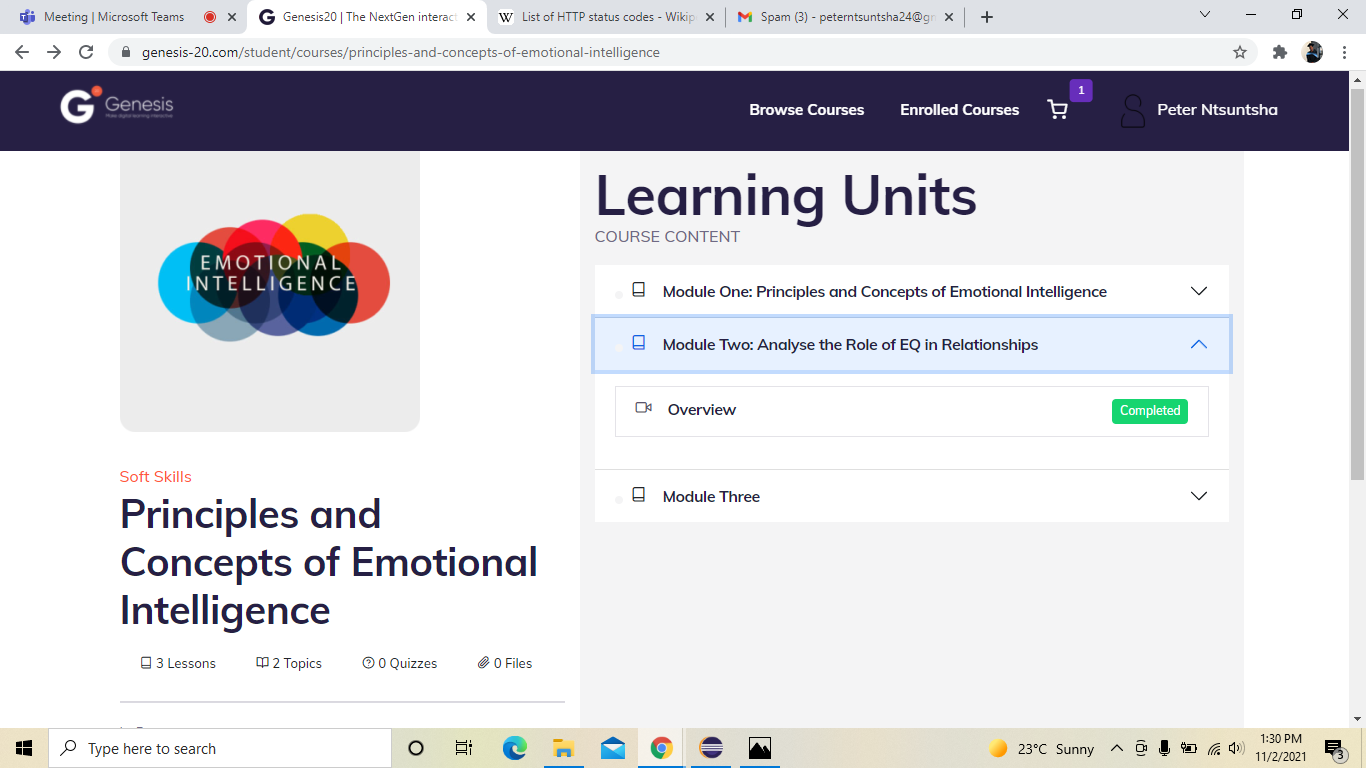 Meeting | Microsoft Teams
Genesis20 | The NextGen interact
List of HTTP status codes - Wikip
Spam (3) - peterntsuntsha24@gm
genesis-20.com/student/courses/principles-and-concepts-of-emotional-intelligence
G Genesis
Make digital learning interactive
Browse Courses
Enrolled Courses
1
Peter Ntsuntsha
EMOTIONAL
INTELLIGENCE
Soft Skills
Principles and
Concepts of Emotional
Intelligence
3 Lessons
2 Topics
0 Quizzes
0 Files
Learning Units
COURSE CONTENT
Module One: Principles and Concepts of Emotional Intelligence
Module Two: Analyse the Role of EQ in Relationships
Overview
Completed
Module Three
Type here to search
23°C Sunny
1:30 PM
11/2/2021
3